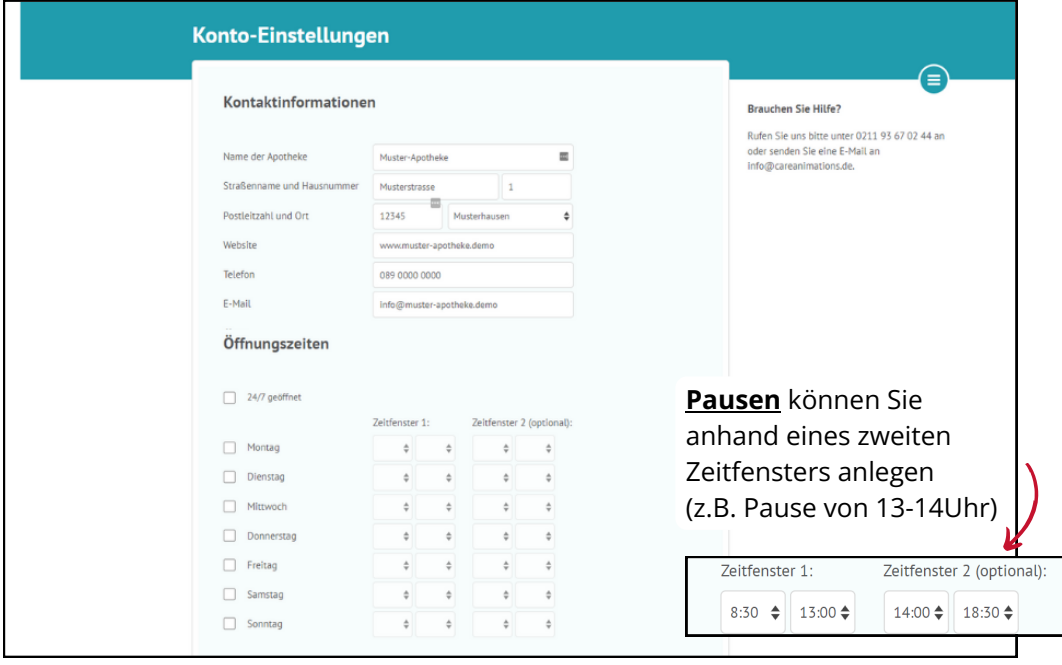 Konto-Einstellungen
Kontaktinformationen
Name der Apotheke
Muster-Apotheke
Straßenname und Hausnummer
Musterstrasse
1
Postleitzahl und Ort
12345
Musterhausen
Website
www.muster-apotheke.demo
Telefon
089 0000 0000
E-Mail
info@muster-apotheke.demo
Öffnungszeiten
24/7 geöffnet
Zeitfenster 1:
Zeitfenster 2 (optional):
Montag
Dienstag
Mittwoch
Donnerstag
Freitag
Samstag
Sonntag
Brauchen Sie Hilfe?
Rufen Sie uns bitte unter 0211 93 67 02 44 an
oder senden Sie eine E-Mail an
info@careanimations.de.
Pausen können Sie
anhand eines zweiten
Zeitfensters anlegen
(z.B. Pause von 13-14Uhr)
Zeitfenster 1:
Zeitfenster 2 (optional):
8:30
13:00
14:00
18:30